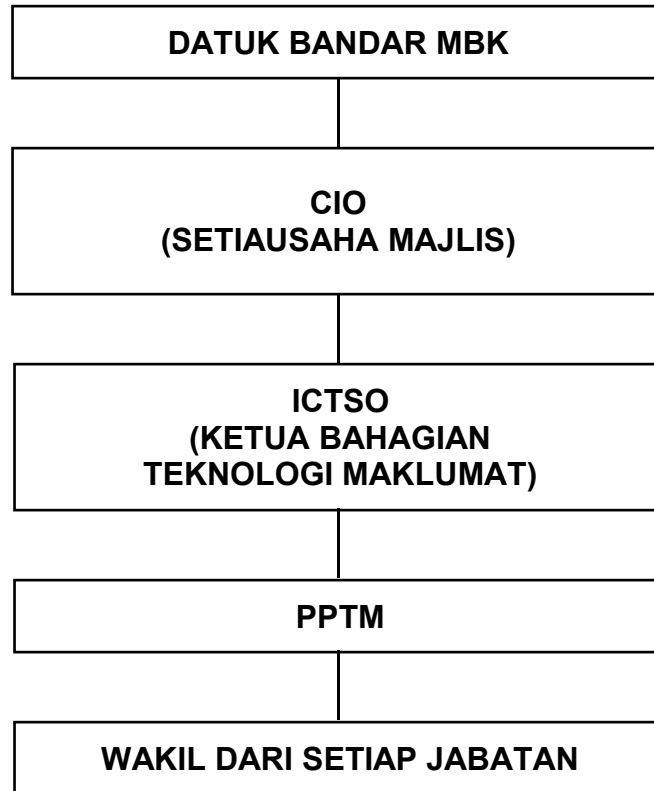 DATUK BANDAR MBK
CIO
(SETIAUSAHA MAJLIS)
ICTSO
(KETUA BAHAGIAN
TEKNOLOGI MAKLUMAT)
PPTM
WAKIL DARI SETIAP JABATAN